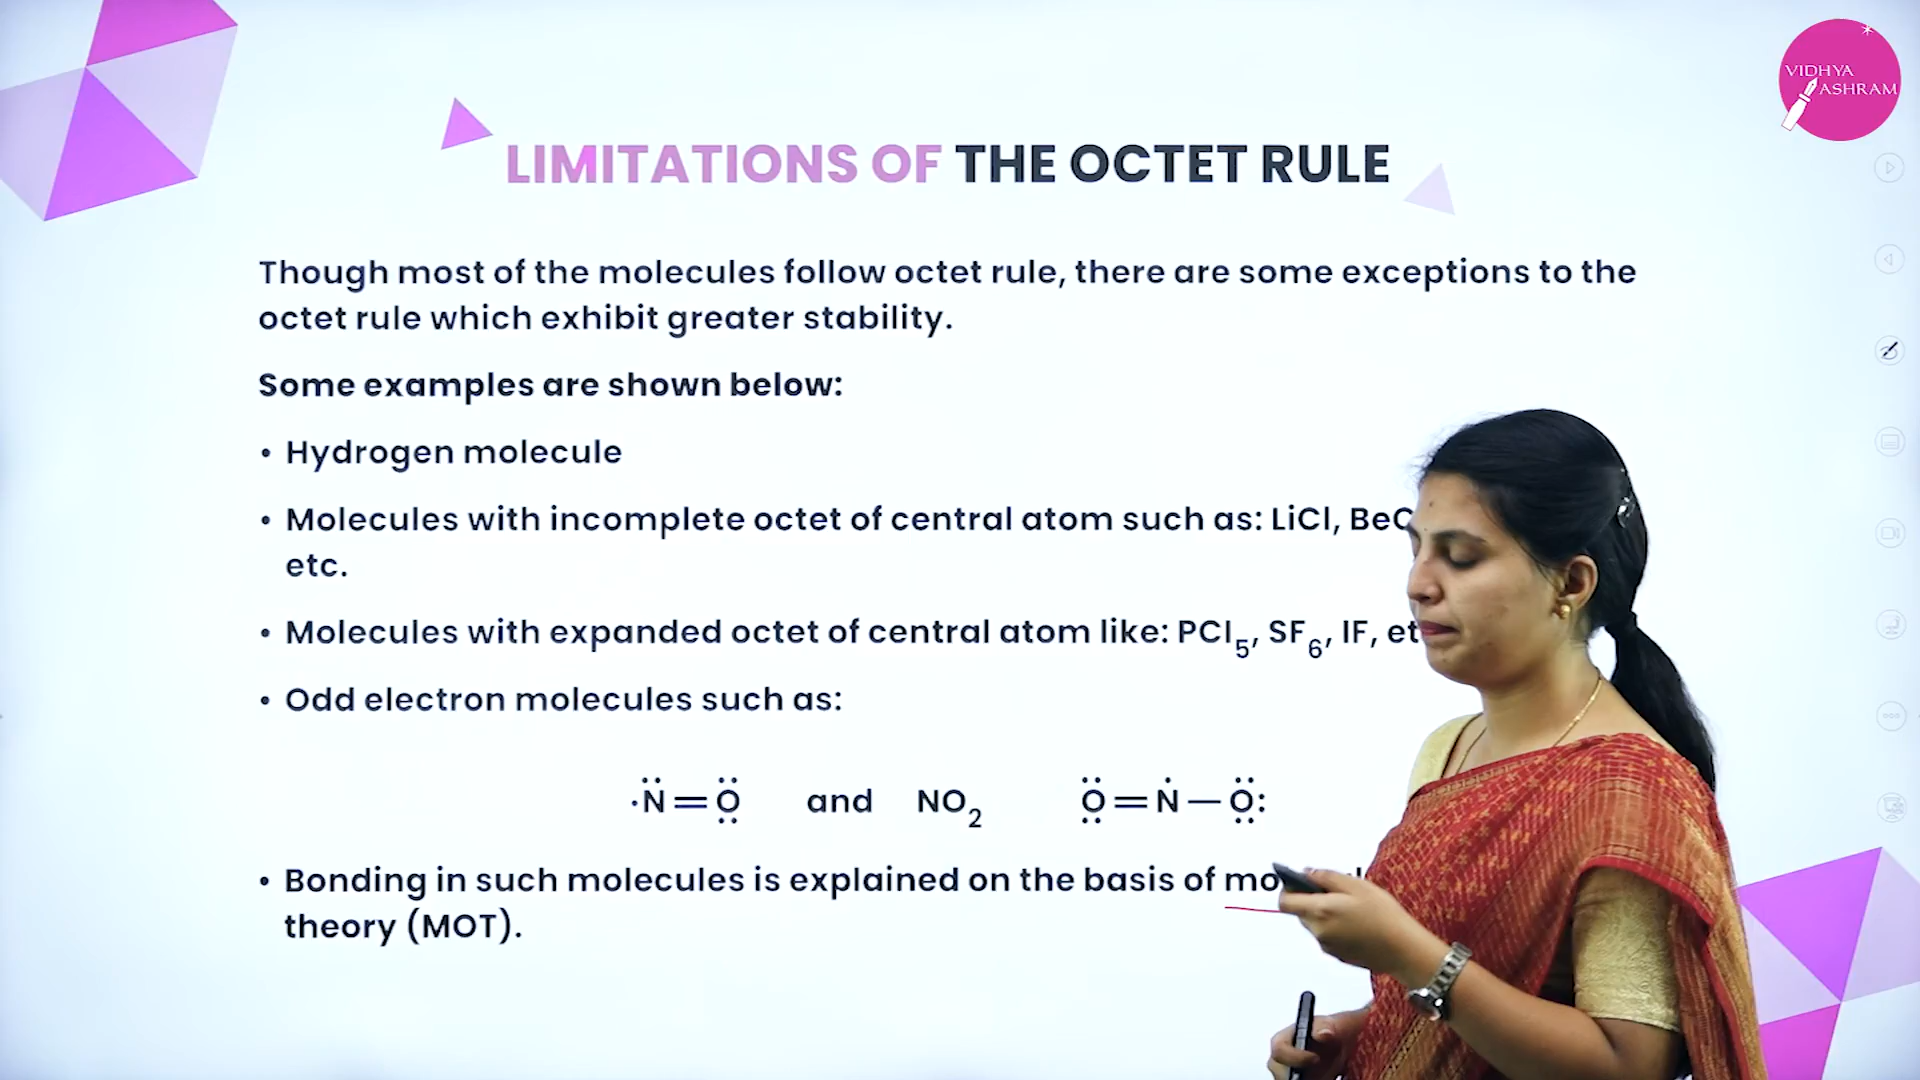 VIDHYA
ASHRAM
LIMITATIONS OF THE OCTET RULE
Though most of the molecules follow octet rule, there are some exceptions to the
octet rule which exhibit greater stability.
Some examples are shown below:
• Hydrogen molecule
• Molecules with incomplete octet of central atom such as: LiCl,
etc.
• Molecules with expanded octet of central atom like: PCl₅, SF₆, IF,
• Odd electron molecules such as:
·N̈ = Ö̤ and NO₂ Ö̤ = Ṅ — Ö̤:
• Bonding in such molecules is explained on the basis of
theory (MOT).